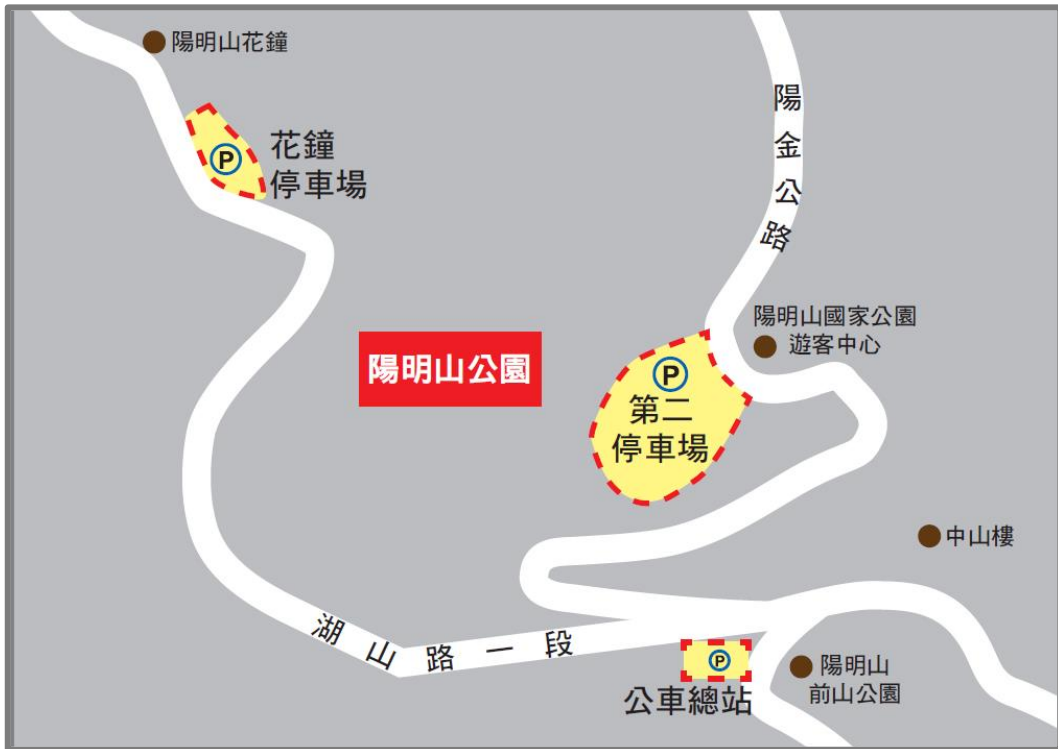 陽明山花鐘
P
花鐘
停車場
陽金公路
陽明山國家公園
遊客中心
陽明山公園
P
第二
停車場
中山樓
湖山路一段
P
公車總站
陽明山
前山公園